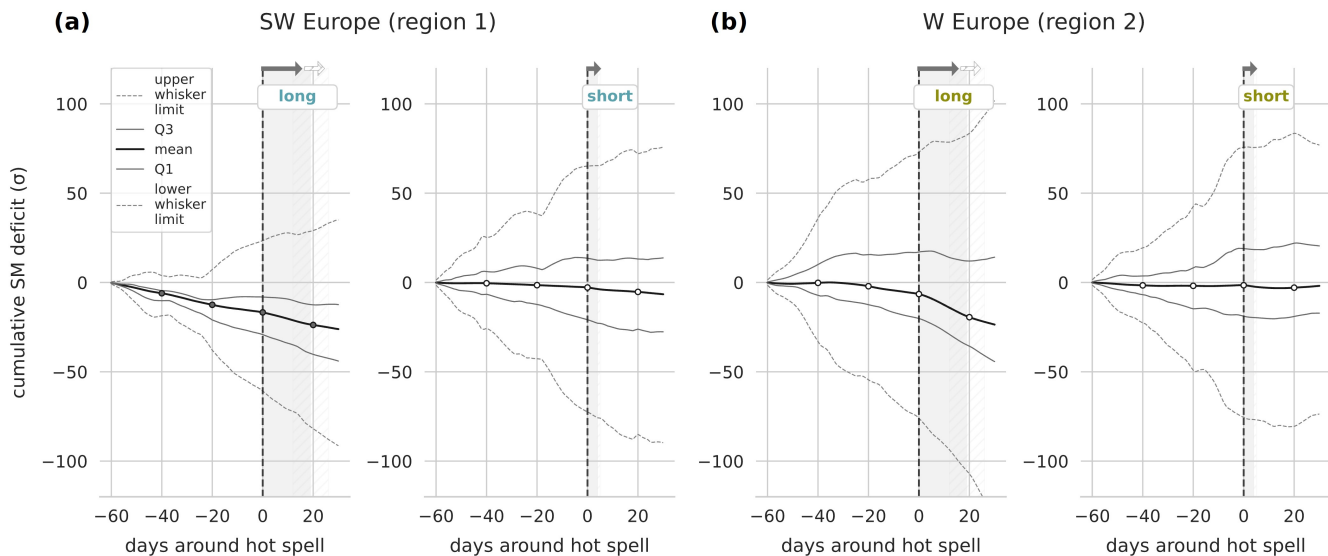 (a)
SW Europe (region 1)
(b)
W Europe (region 2)
cumulative SM deficit (σ)
upper
whisker
limit
Q3
mean
Q1
lower
whisker
limit
long
100
50
0
−50
−100
−60 −40 −20 0 20
days around hot spell
short
100
50
0
−50
−100
−60 −40 −20 0 20
days around hot spell
long
100
50
0
−50
−100
−60 −40 −20 0 20
days around hot spell
short
100
50
0
−50
−100
−60 −40 −20 0 20
days around hot spell